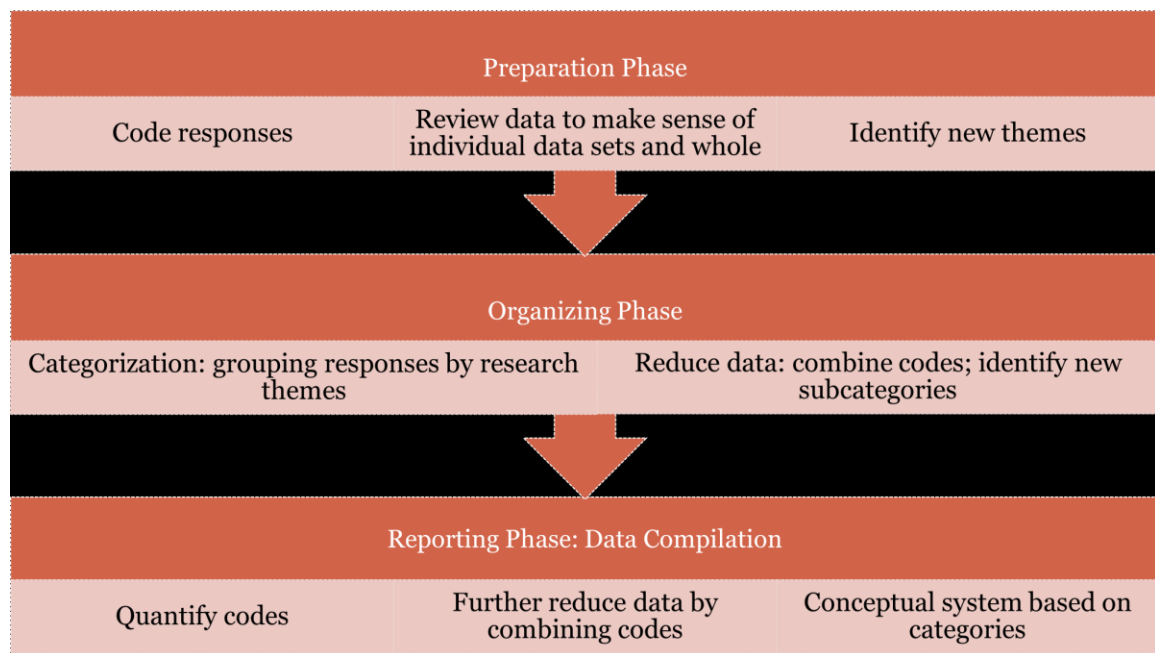 Preparation Phase
Code responses
Review data to make sense of
individual data sets and whole
Identify new themes
Organizing Phase
Categorization: grouping responses by research
themes
Reduce data: combine codes; identify new
subcategories
Reporting Phase: Data Compilation
Quantify codes
Further reduce data by
combining codes
Conceptual system based on
categories